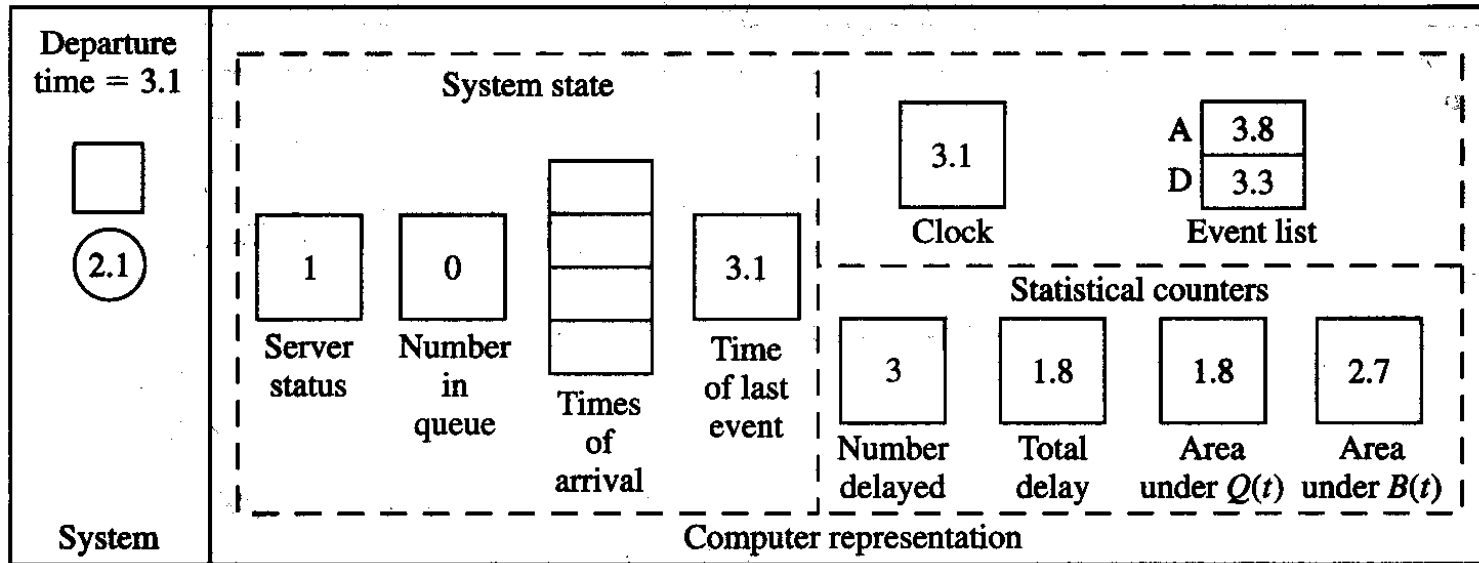 Departure
time = 3.1
2.1
System
System state
1
Server
status
0
Number
in
queue
Times
of
arrival
3.1
Time
of last
event
3.1
Clock
A 3.8
D 3.3
Event list
Statistical counters
3
Number
delayed
1.8
Total
delay
1.8
Area
under Q(t)
2.7
Area
under B(t)
Computer representation